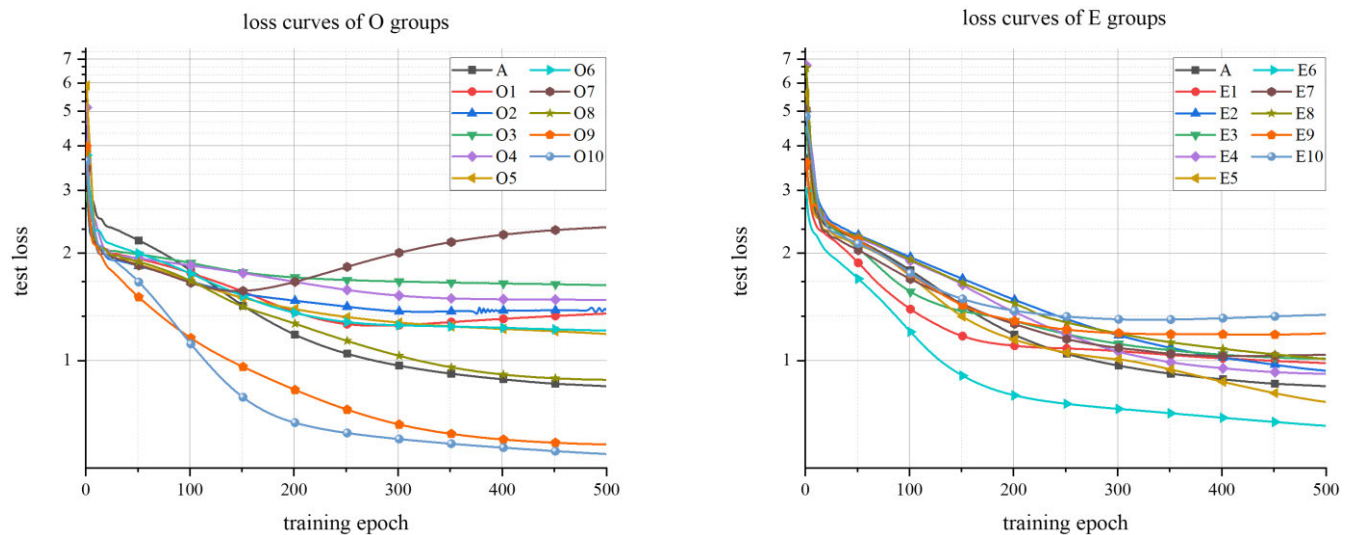 loss curves of O groups
7
6
5
4
3
2
1
test loss
A O6
O1 O7
O2 O8
O3 O9
O4 O10
O5
0 100 200 300 400 500
training epoch
loss curves of E groups
7
6
5
4
3
2
1
test loss
A E6
E1 E7
E2 E8
E3 E9
E4 E10
E5
0 100 200 300 400 500
training epoch